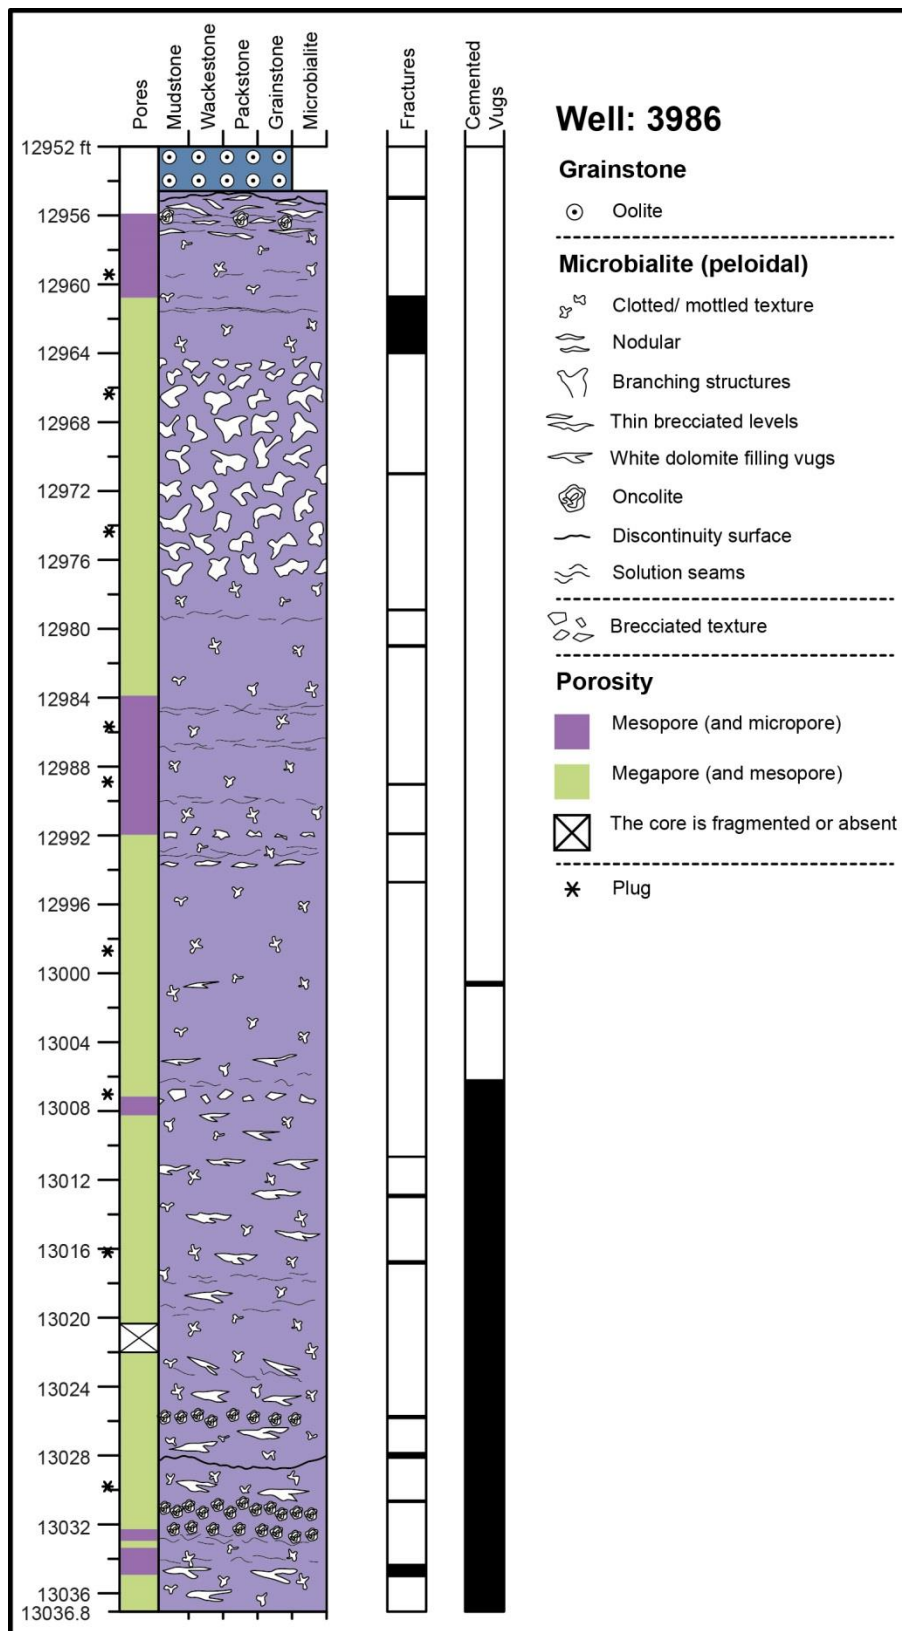 Pores
Mudstone
Wackestone
Packstone
Grainstone
Microbialite
Fractures
Cemented
Vugs
12952 ft
12956
12960
12964
12968
12972
12976
12980
12984
12988
12992
12996
13000
13004
13008
13012
13016
13020
13024
13028
13032
13036
13036.8
Well: 3986
Grainstone
Oolite
Microbialite (peloidal)
Clotted/ mottled texture
Nodular
Branching structures
Thin brecciated levels
White dolomite filling vugs
Oncolite
Discontinuity surface
Solution seams
Brecciated texture
Porosity
Mesopore (and micropore)
Megapore (and mesopore)
The core is fragmented or absent
Plug